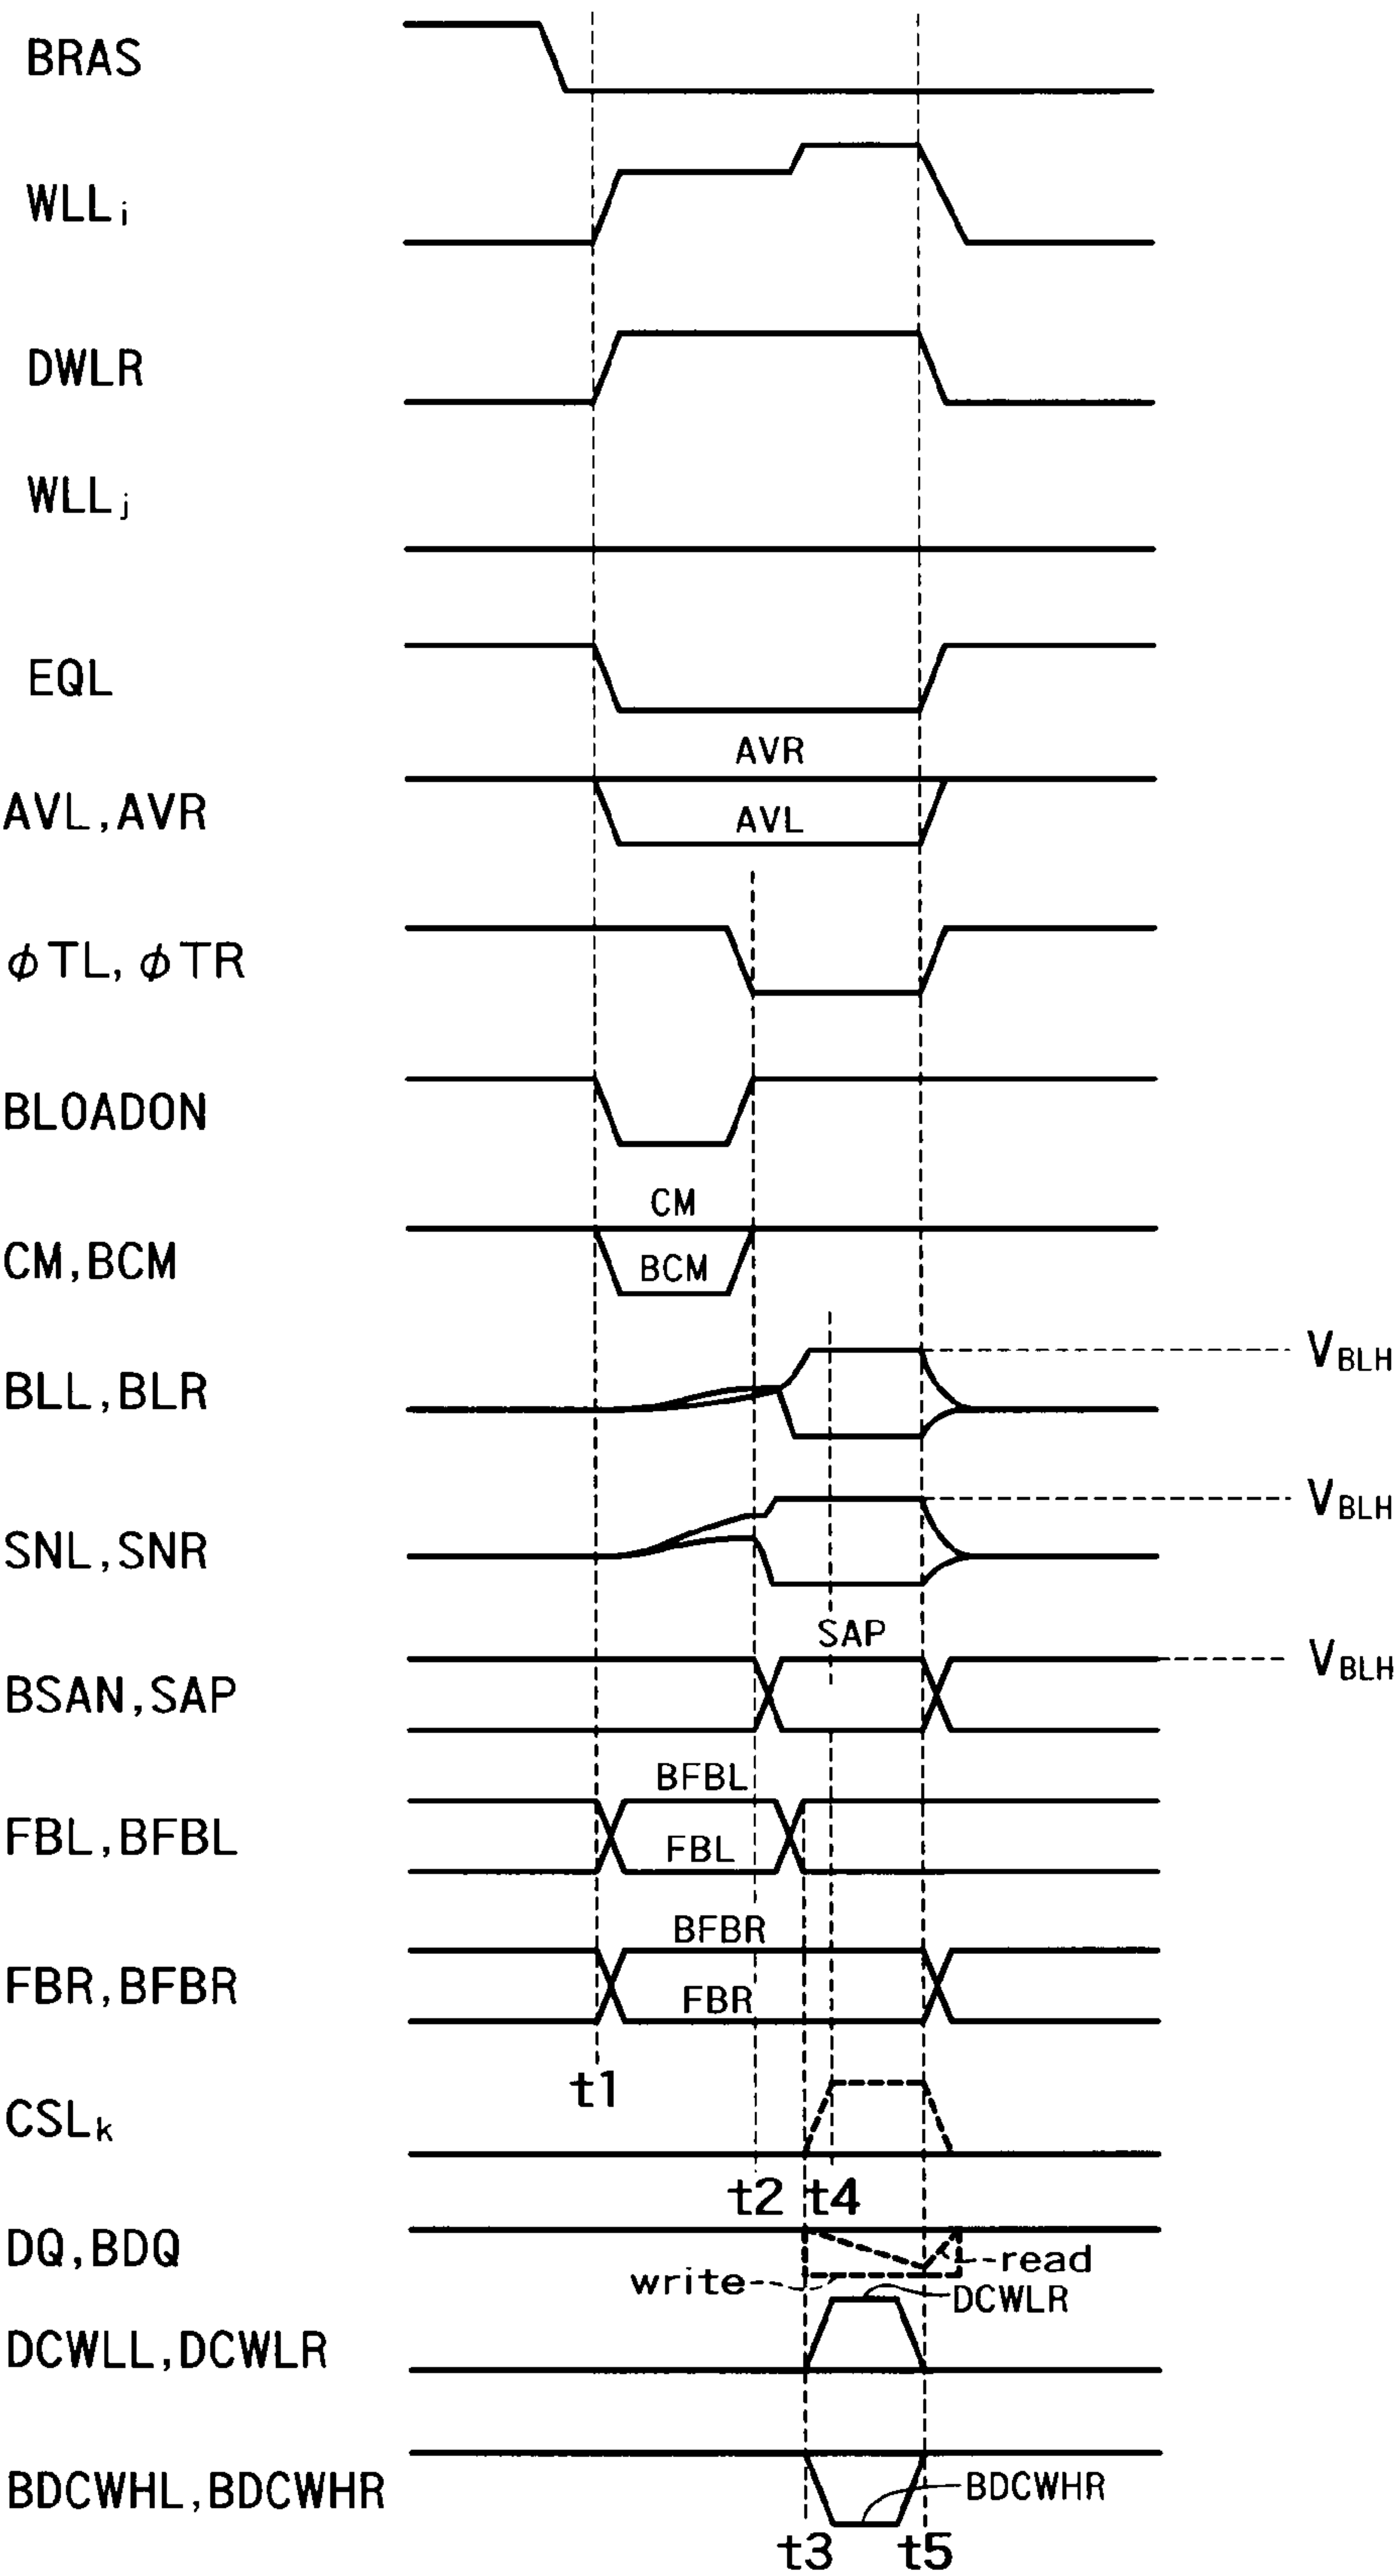 BRAS
WLLi
DWLR
WLLj
EQL
AVR
AVL,AVR
AVL
ϕTL, ϕTR
BLOADON
CM
CM,BCM
BCM
VBLH
BLL,BLR
VBLH
SNL,SNR
SAP
VBLH
BSAN,SAP
BFBL
FBL,BFBL
FBL
BFBR
FBR,BFBR
FBR
t1
CSLk
t2 t4
DQ,BDQ
read
write
DCWLR
DCWLL,DCWLR
BDCWHL,BDCWHR
BDCWHR
t3 t5